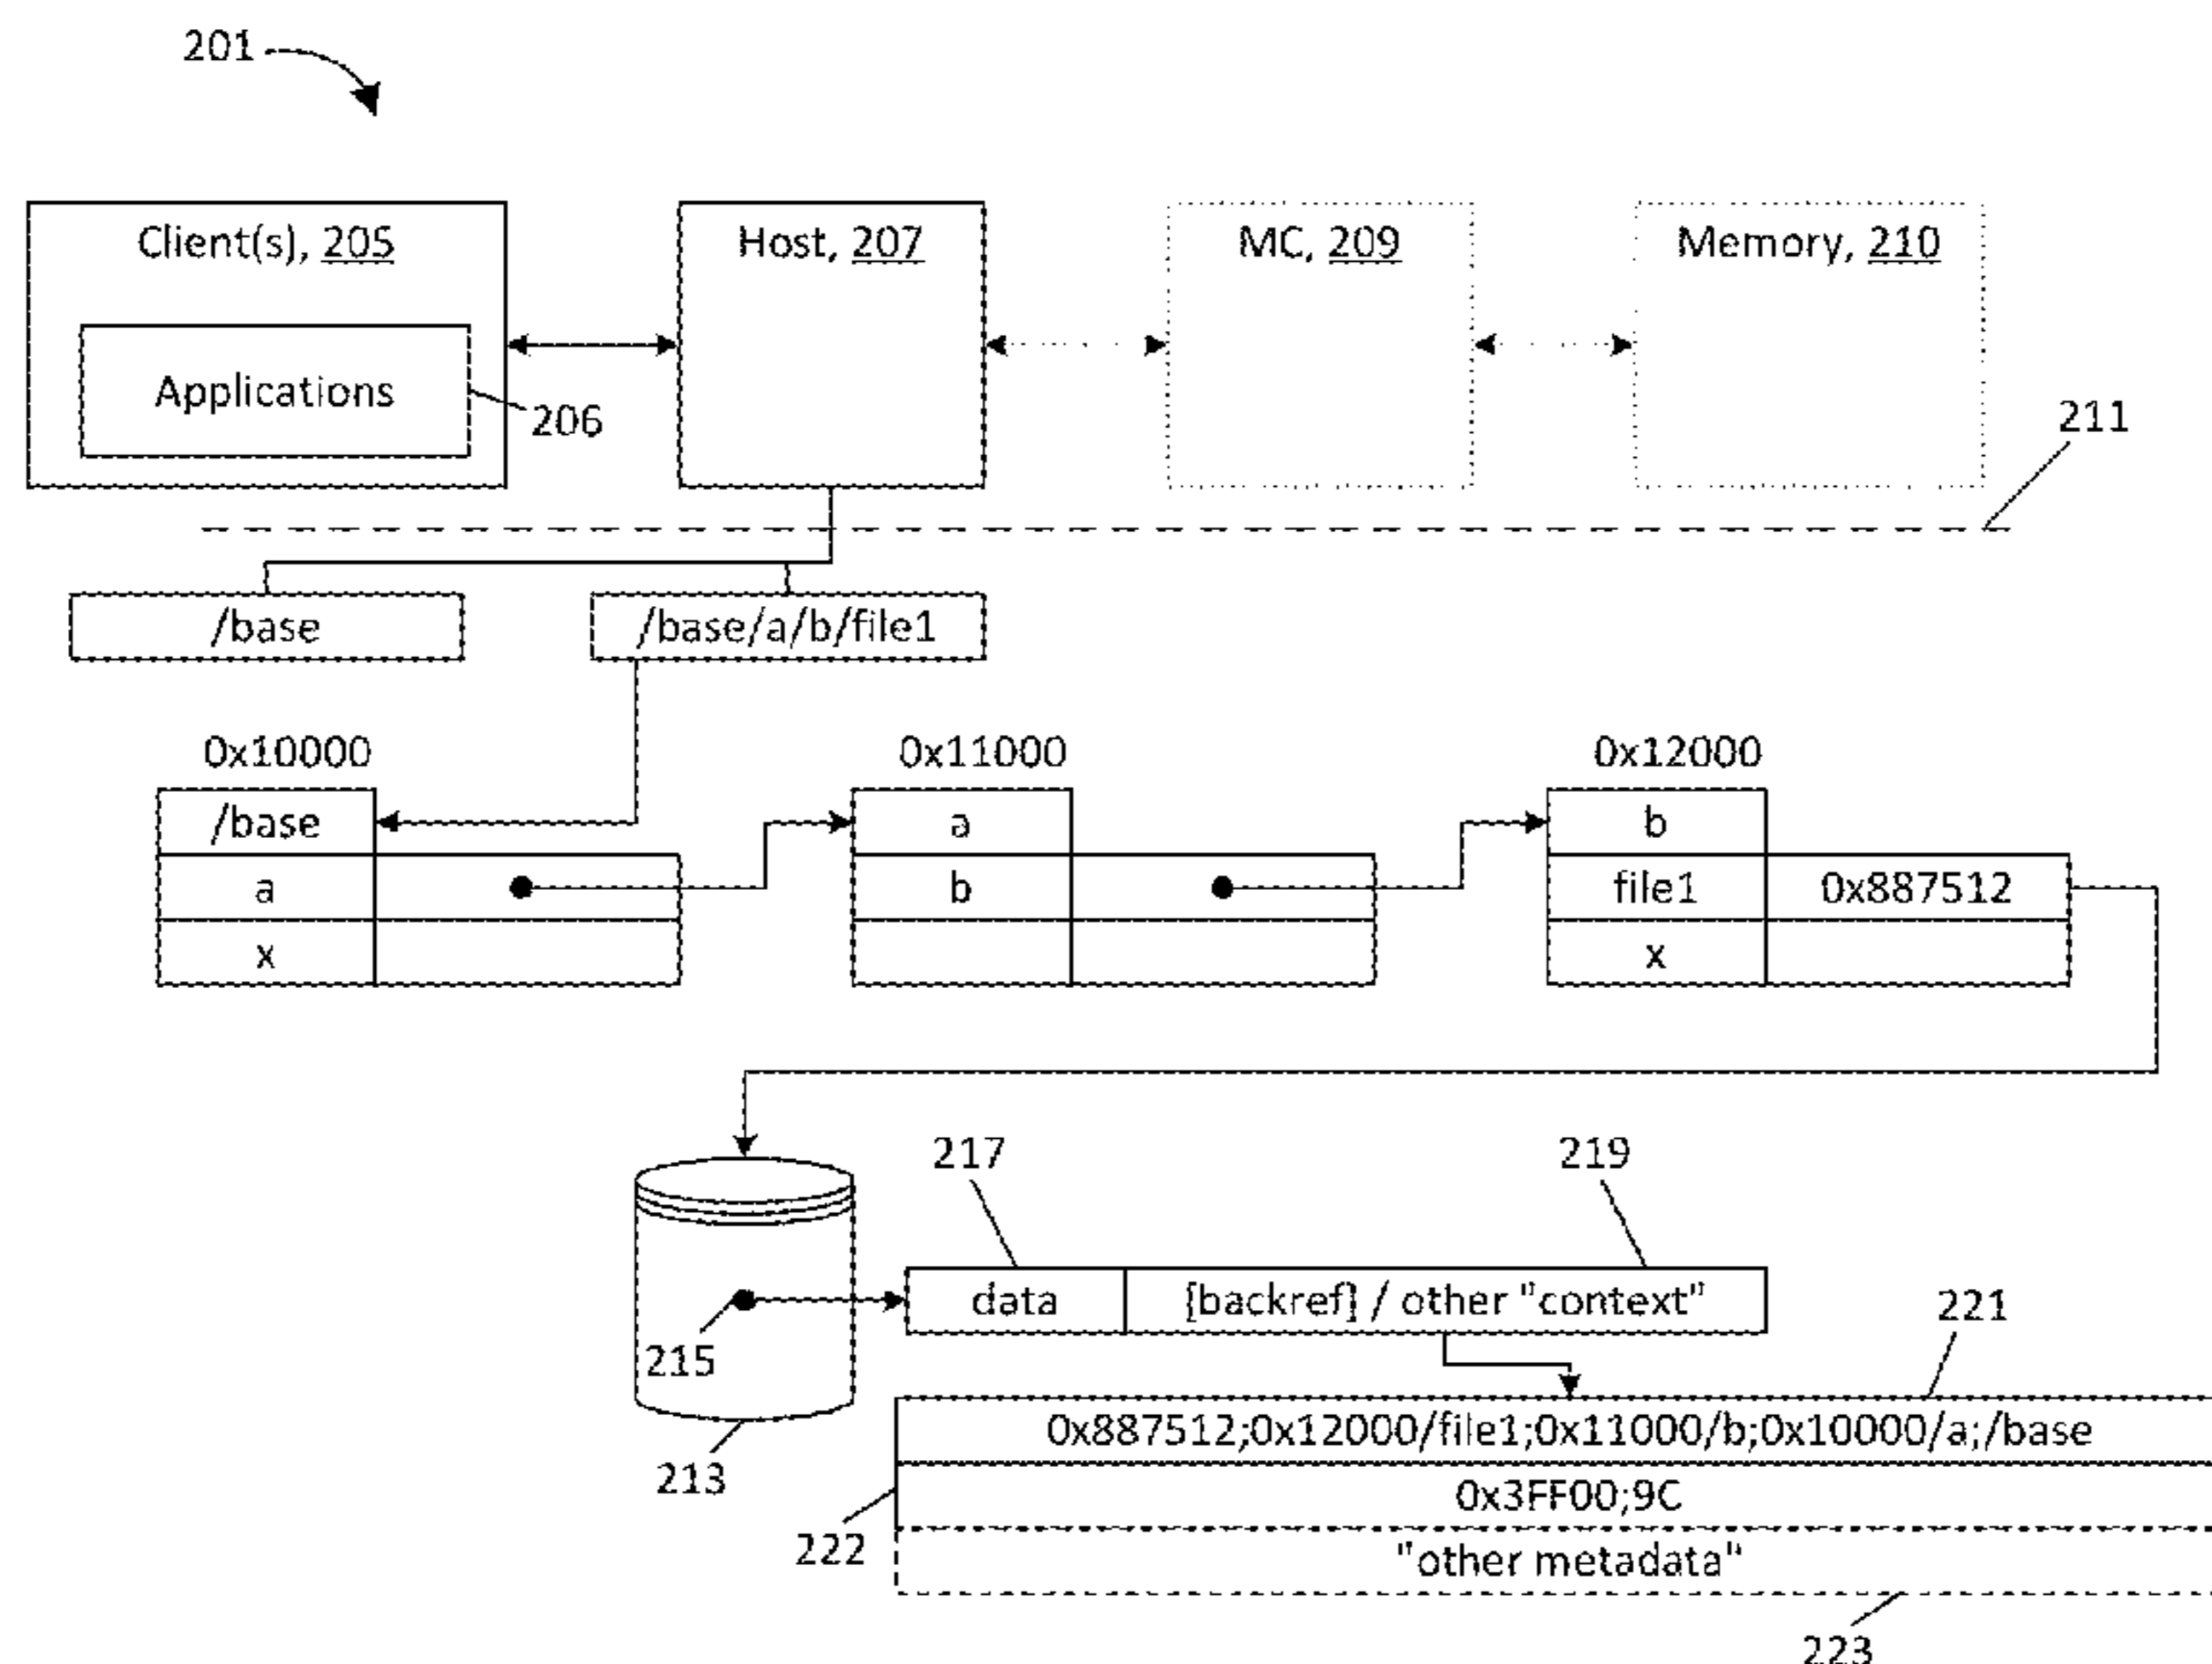 201
Client(s), 205
Host, 207
MC, 209
Memory, 210
Applications
206
211
/base
/base/a/b/file1
0x10000
0x11000
0x12000
/base
a
b
a
b
file1
0x887512
x
x
217
219
data
[backref] / other "context"
215
221
213
0x887512;0x12000/file1;0x11000/b;0x10000/a;/base
222
0x3FF00;9C
"other metadata"
223